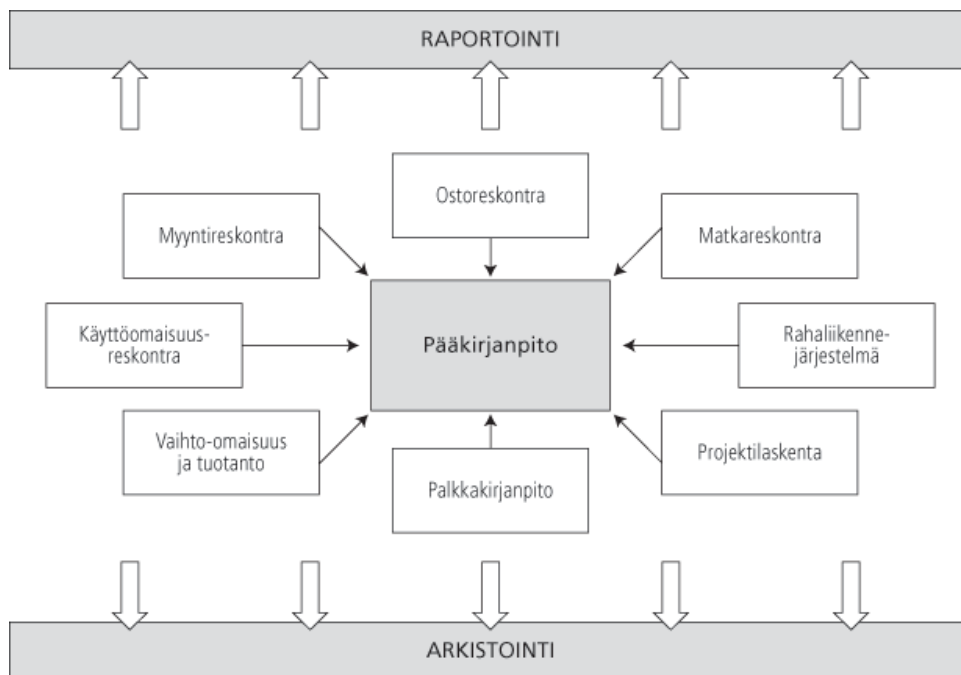 RAPORTOINTI
Ostoreskontra
Myyntireskontra
Matkareskontra
Käyttöomaisuus-
reskontra
Pääkirjanpito
Rahaliikenne-
järjestelmä
Vaihto-omaisuus
ja tuotanto
Palkkakirjanpito
Projektilaskenta
ARKISTOINTI